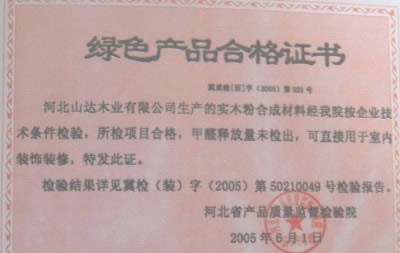 绿色产品合格证书
冀质检[证]字（2005）第023号
河北山达木业有限公司生产的实木粉合成材料经我院按企业技
术条件检验，所检项目合格，甲醛释放量未检出，可直接用于室内
装饰装修，特发此证。
检验结果详见冀检（装）字（2005）第50210049号检验报告。
河北省产品质量监督检验院
2005年6月1日